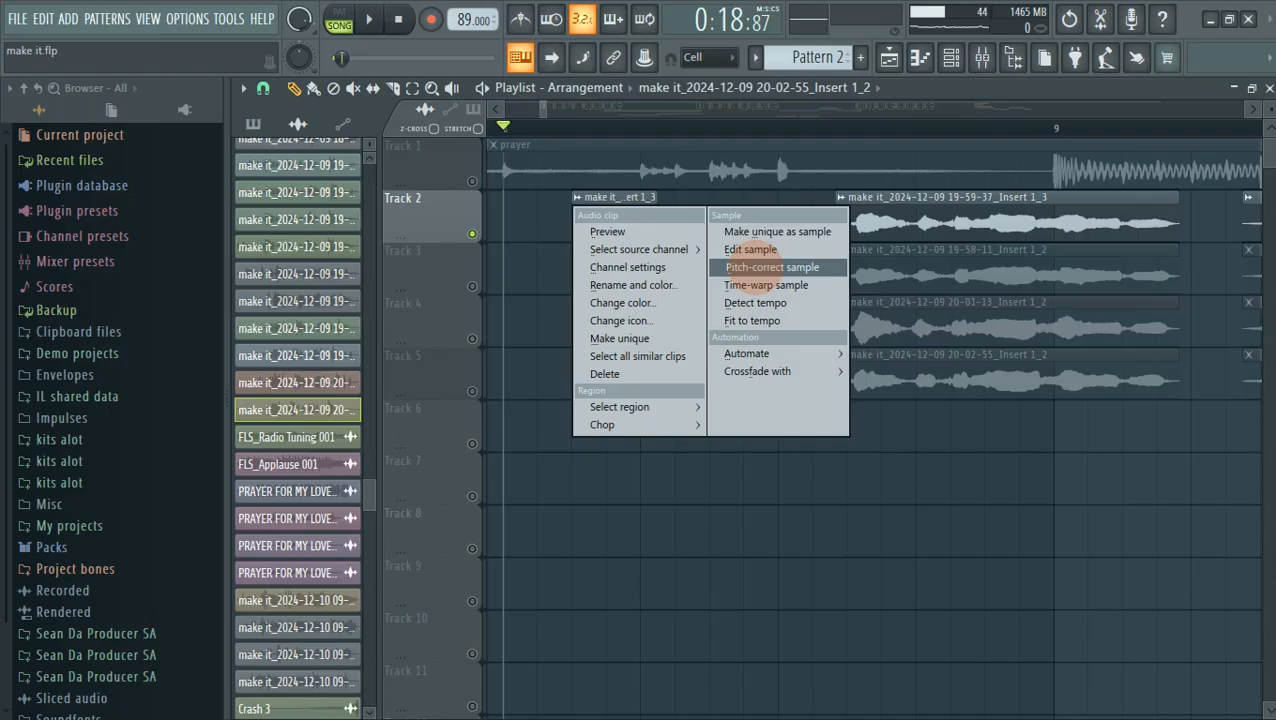 FILE EDIT ADD PATTERNS VIEW OPTIONS TOOLS HELP
PAT
SONG
89.000
3.2:
M:S:CS
0:18:87
44
1465 MB
0
make it.flp
Cell
Pattern 2
Browser - All
Playlist - Arrangement
make it_2024-12-09 20-02-55_Insert 1_2
Z-CROSS
STRETCH
9
Current project
Recent files
Plugin database
Plugin presets
Channel presets
Mixer presets
Scores
Backup
Clipboard files
Demo projects
Envelopes
IL shared data
Impulses
kits alot
kits alot
kits alot
Misc
My projects
Packs
Project bones
Recorded
Rendered
Sean Da Producer SA
Sean Da Producer SA
Sean Da Producer SA
Sliced audio
Soundfonts
make it_2024-12-09 19-..
make it_2024-12-09 19-..
make it_2024-12-09 19-..
make it_2024-12-09 19-..
make it_2024-12-09 19-..
make it_2024-12-09 19-..
make it_2024-12-09 19-..
make it_2024-12-09 19-..
make it_2024-12-09 19-..
make it_2024-12-09 20-..
make it_2024-12-09 20-..
FLS_Radio Tuning 001
FLS_Applause 001
PRAYER FOR MY LOVE..
PRAYER FOR MY LOVE..
PRAYER FOR MY LOVE..
PRAYER FOR MY LOVE..
make it_2024-12-10 09-..
make it_2024-12-10 09-..
make it_2024-12-10 09-..
make it_2024-12-10 09-..
Crash 3
Track 1
Track 2
Track 3
Track 4
Track 5
Track 6
Track 7
Track 8
Track 9
Track 10
Track 11
prayer
make it_..ert 1_3
make it_2024-12-09 19-59-37_Insert 1_3
make it_2024-12-09 19-58-11_Insert 1_2
make it_2024-12-09 20-01-13_Insert 1_2
make it_2024-12-09 20-02-55_Insert 1_2
Audio clip
Preview
Select source channel
Channel settings
Rename and color...
Change color...
Change icon...
Make unique
Select all similar clips
Delete
Region
Select region
Chop
Sample
Make unique as sample
Edit sample
Pitch-correct sample
Time-warp sample
Detect tempo
Fit to tempo
Automation
Automate
Crossfade with